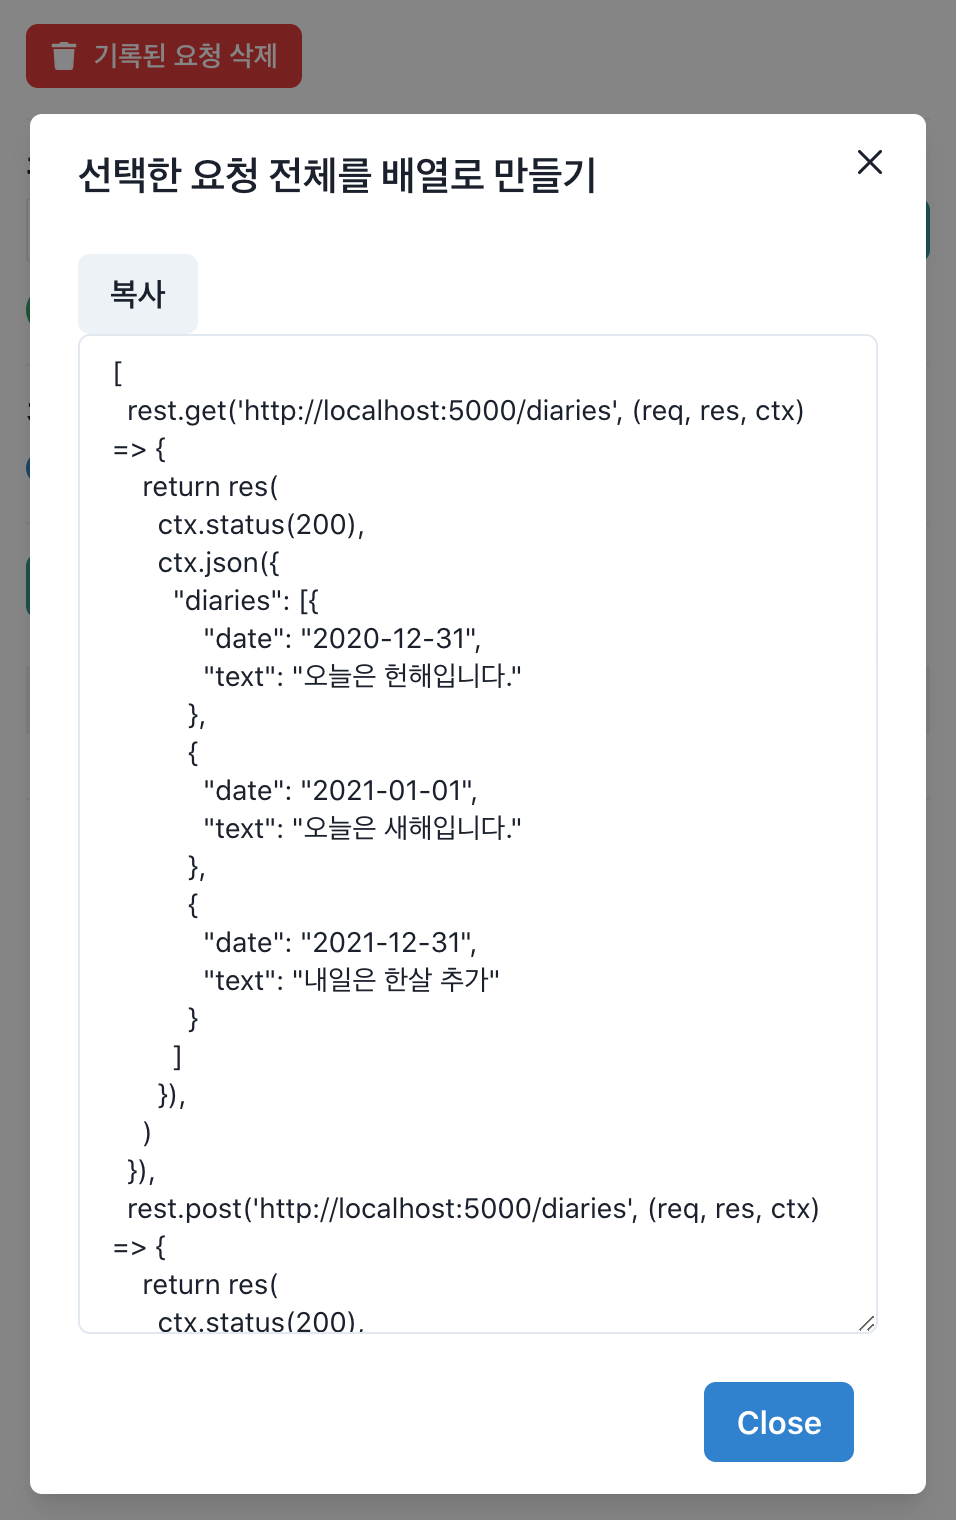 기록된 요청 삭제
선택한 요청 전체를 배열로 만들기
복사
[
rest.get('http://localhost:5000/diaries', (req, res, ctx)
=> {
return res(
ctx.status(200),
ctx.json({
"diaries": [{
"date": "2020-12-31",
"text": "오늘은 헌해입니다."
},
{
"date": "2021-01-01",
"text": "오늘은 새해입니다."
},
{
"date": "2021-12-31",
"text": "내일은 한살 추가"
}
]
}),
)
}),
rest.post('http://localhost:5000/diaries', (req, res, ctx)
=> {
return res(
ctx.status(200),
Close